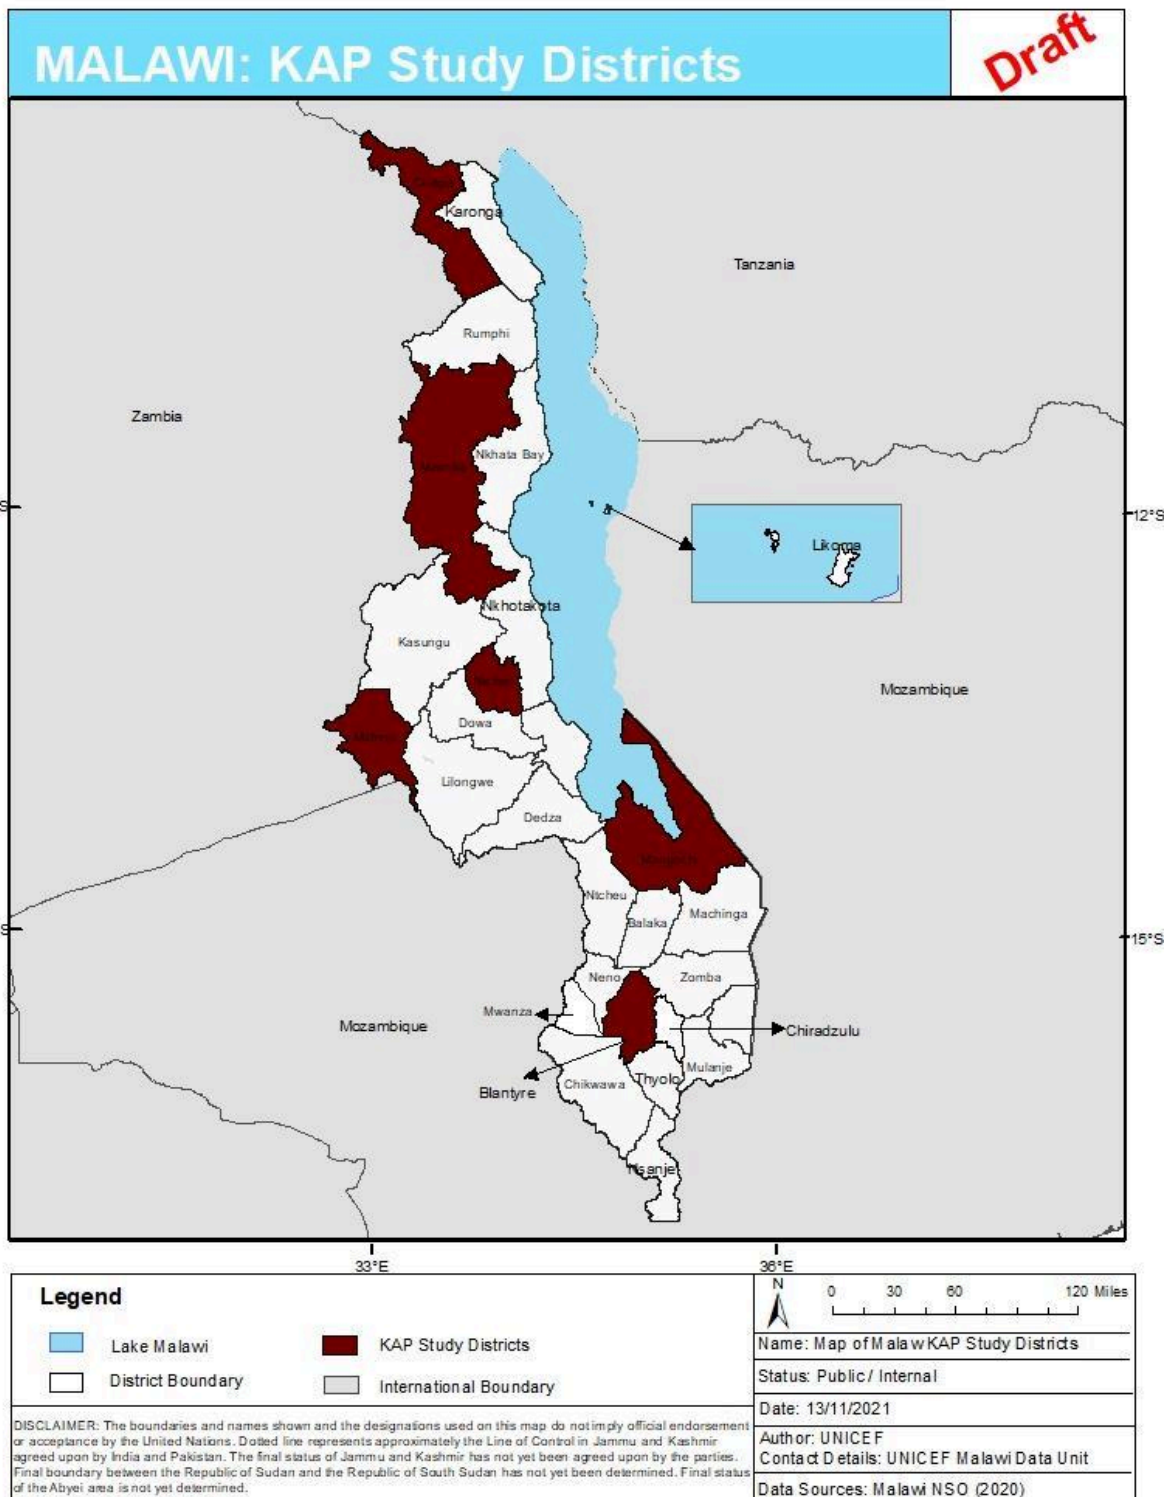 MALAWI: KAP Study Districts
Draft
Karonga
Tanzania
Rumphi
Zambia
Nkhata Bay
S
12°S
Likoma
Nkhotakota
Kasungu
Mozambique
Dowa
Lilongwe
Dedza
Mangochi
Ntcheu
Machinga
Balaka
S
15°S
Neno
Zomba
Mwanza
Mozambique
Chiradzulu
Mulanje
Thyolo
Chikwawa
Blantyre
Nsanje
33°E
36°E
Legend
Lake Malawi
KAP Study Districts
District Boundary
International Boundary
DISCLAIMER: The boundaries and names shown and the designations used on this map do not imply official endorsement
or acceptance by the United Nations. Dotted line represents approximately the Line of Control in Jammu and Kashmir
agreed upon by India and Pakistan. The final status of Jammu and Kashmir has not yet been agreed upon by the parties.
Final boundary between the Republic of Sudan and the Republic of South Sudan has not yet been determined. Final status
of the Abyei area is not yet determined.
N
0 30 60 120 Miles
Name: Map of Malaw KAP Study Districts
Status: Public / Internal
Date: 13/11/2021
Author: UNICEF
Contact Details: UNICEF Malawi Data Unit
Data Sources: Malawi NSO (2020)